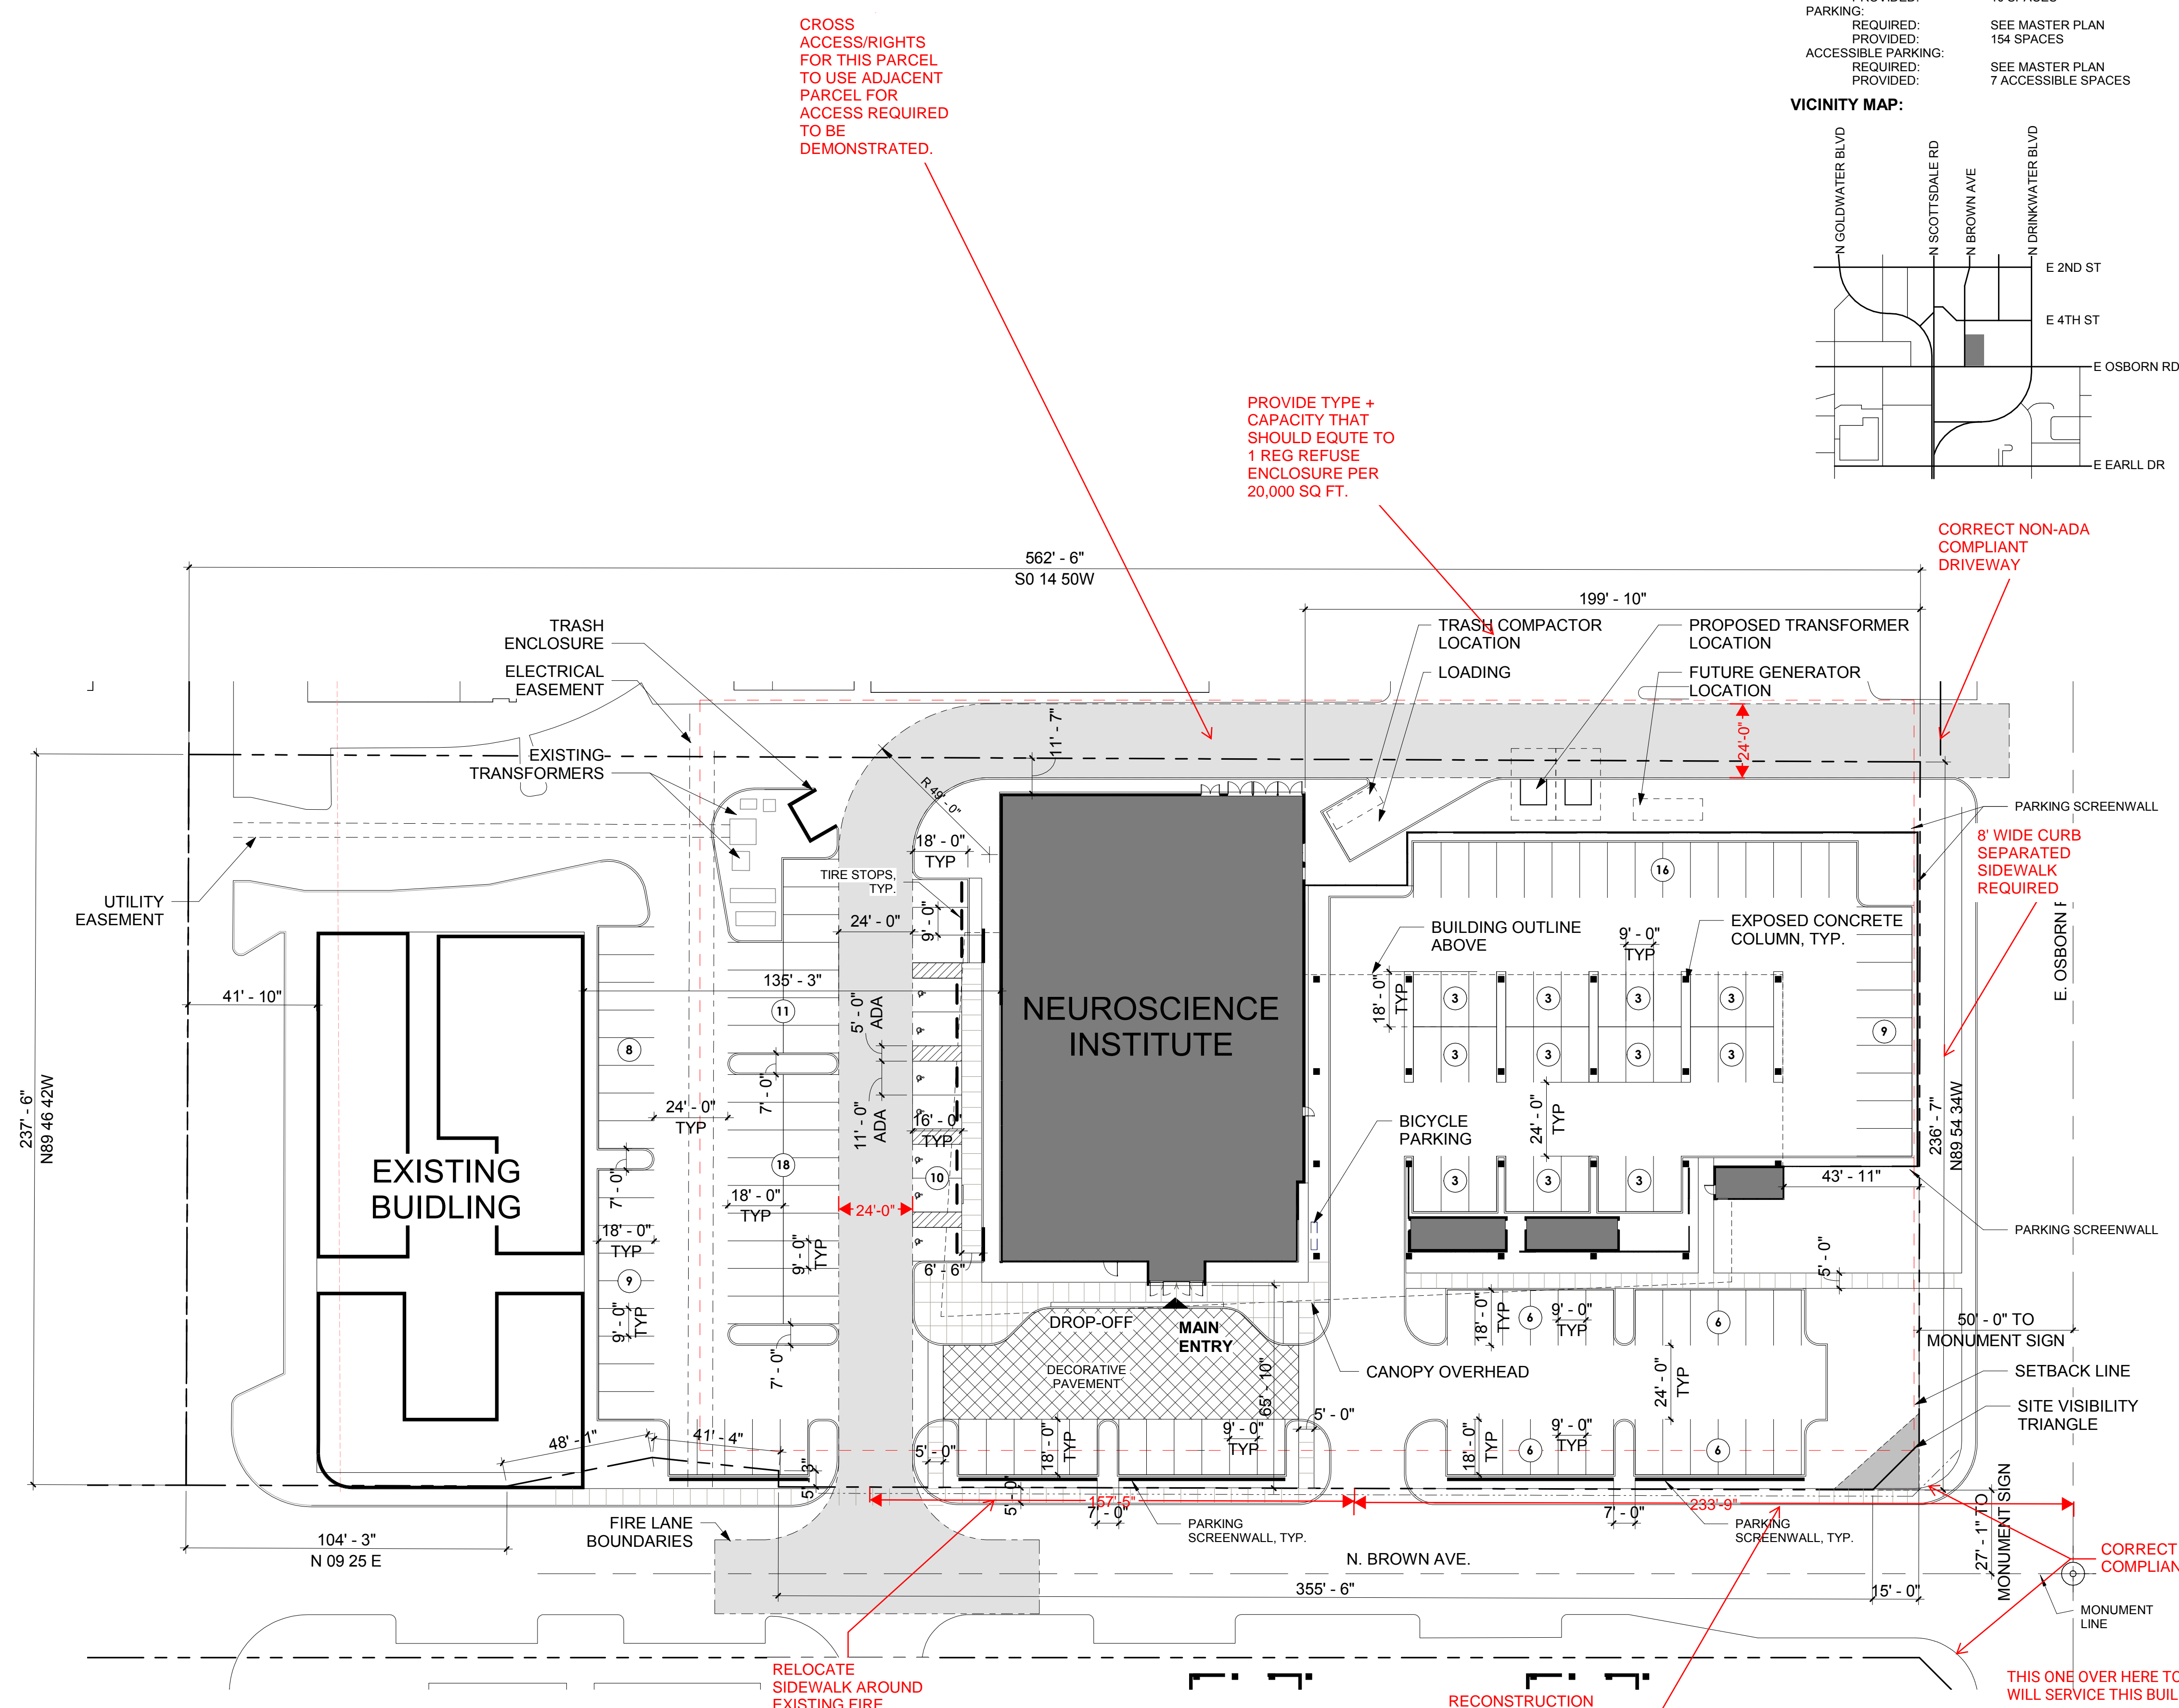 PARKING:
REQUIRED: SEE MASTER PLAN
PROVIDED: 154 SPACES
ACCESSIBLE PARKING:
REQUIRED: SEE MASTER PLAN
PROVIDED: 7 ACCESSIBLE SPACES
VICINITY MAP:
N GOLDWATER BLVD
N SCOTTSDALE RD
N BROWN AVE
N DRINKWATER BLVD
E 2ND ST
E 4TH ST
E OSBORN RD
E EARLL DR
CROSS
ACCESS/RIGHTS
FOR THIS PARCEL
TO USE ADJACENT
PARCEL FOR
ACCESS REQUIRED
TO BE
DEMONSTRATED.
PROVIDE TYPE +
CAPACITY THAT
SHOULD EQUTE TO
1 REG REFUSE
ENCLOSURE PER
20,000 SQ FT.
CORRECT NON-ADA
COMPLIANT
DRIVEWAY
562' - 6"
S0 14 50W
199' - 10"
TRASH
ENCLOSURE
ELECTRICAL
EASEMENT
EXISTING
TRANSFORMERS
UTILITY
EASEMENT
TRASH COMPACTOR
LOCATION
LOADING
PROPOSED TRANSFORMER
LOCATION
FUTURE GENERATOR
LOCATION
11' - 7"
24'-0"
R 49' - 0"
18' - 0"
TYP
TIRE STOPS,
TYP.
9' - 0"
24' - 0"
PARKING SCREENWALL
8' WIDE CURB
SEPARATED
SIDEWALK
REQUIRED
E. OSBORN
16
BUILDING OUTLINE
ABOVE
9' - 0"
TYP
EXPOSED CONCRETE
COLUMN, TYP.
237' - 6"
N89 46 42W
41' - 10"
135' - 3"
5' - 0"
ADA
11
8
NEUROSCIENCE
INSTITUTE
18' - 0"
TYP
3
3
3
3
3
3
3
3
9
7' - 0"
24' - 0"
TYP
11' - 0"
ADA
16' - 0"
TYP
BICYCLE
PARKING
24' - 0"
TYP
236' - 7"
N89 54 34W
EXISTING
BUIDLING
7' - 0"
18
10
3
3
3
43' - 11"
18' - 0"
TYP
24'-0"
18' - 0"
TYP
9' - 0"
TYP
6' - 6"
PARKING SCREENWALL
5' - 0"
9
9' - 0"
TYP
7' - 0"
DROP-OFF
MAIN
ENTRY
DECORATIVE
PAVEMENT
65' - 10"
CANOPY OVERHEAD
18' - 0"
TYP
6
9' - 0"
TYP
6
24' - 0"
TYP
50' - 0" TO
MONUMENT SIGN
SETBACK LINE
SITE VISIBILITY
TRIANGLE
48' - 1"
41' - 4"
5' - 3"
5' - 0"
18' - 0"
TYP
9' - 0"
TYP
5' - 0"
18' - 0"
TYP
6
9' - 0"
TYP
6
157'-5"
5' - 0"
7' - 0"
233'-9"
7' - 0"
PARKING
SCREENWALL, TYP.
PARKING
SCREENWALL, TYP.
FIRE LANE
BOUNDARIES
104' - 3"
N 09 25 E
N. BROWN AVE.
355' - 6"
15' - 0"
27' - 1" TO
MONUMENT SIGN
CORRECT
MONUMENT
LINE
RELOCATE
SIDEWALK AROUND
EXISTING FIRE
RECONSTRUCTION
THIS ONE OVER HERE
WILL SERVICE THIS